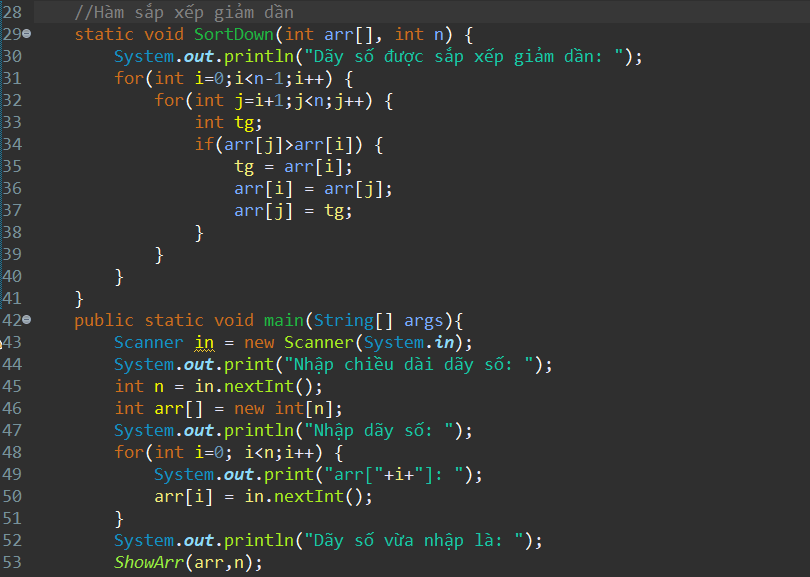 28 //Hàm sắp xếp giảm dần
29 static void SortDown(int arr[], int n) {
30 System.out.println("Dãy số được sắp xếp giảm dần: ");
31 for(int i=0;i<n-1;i++) {
32 for(int j=i+1;j<n;j++) {
33 int tg;
34 if(arr[j]>arr[i]) {
35 tg = arr[i];
36 arr[i] = arr[j];
37 arr[j] = tg;
38 }
39 }
40 }
41 }
42 public static void main(String[] args){
43 Scanner in = new Scanner(System.in);
44 System.out.print("Nhập chiều dài dãy số: ");
45 int n = in.nextInt();
46 int arr[] = new int[n];
47 System.out.println("Nhập dãy số: ");
48 for(int i=0; i<n;i++) {
49 System.out.print("arr["+i+"]: ");
50 arr[i] = in.nextInt();
51 }
52 System.out.println("Dãy số vừa nhập là: ");
53 ShowArr(arr,n);